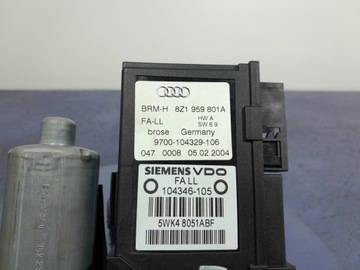 BRM-H 8Z1 959 801A
FA-LL HW A
SW 6.9
brose Germany
9700-104329-106
047 0008 05.02.2004
SIEMENS VDO
FA LL
104346-105
5WK4 8051ABF